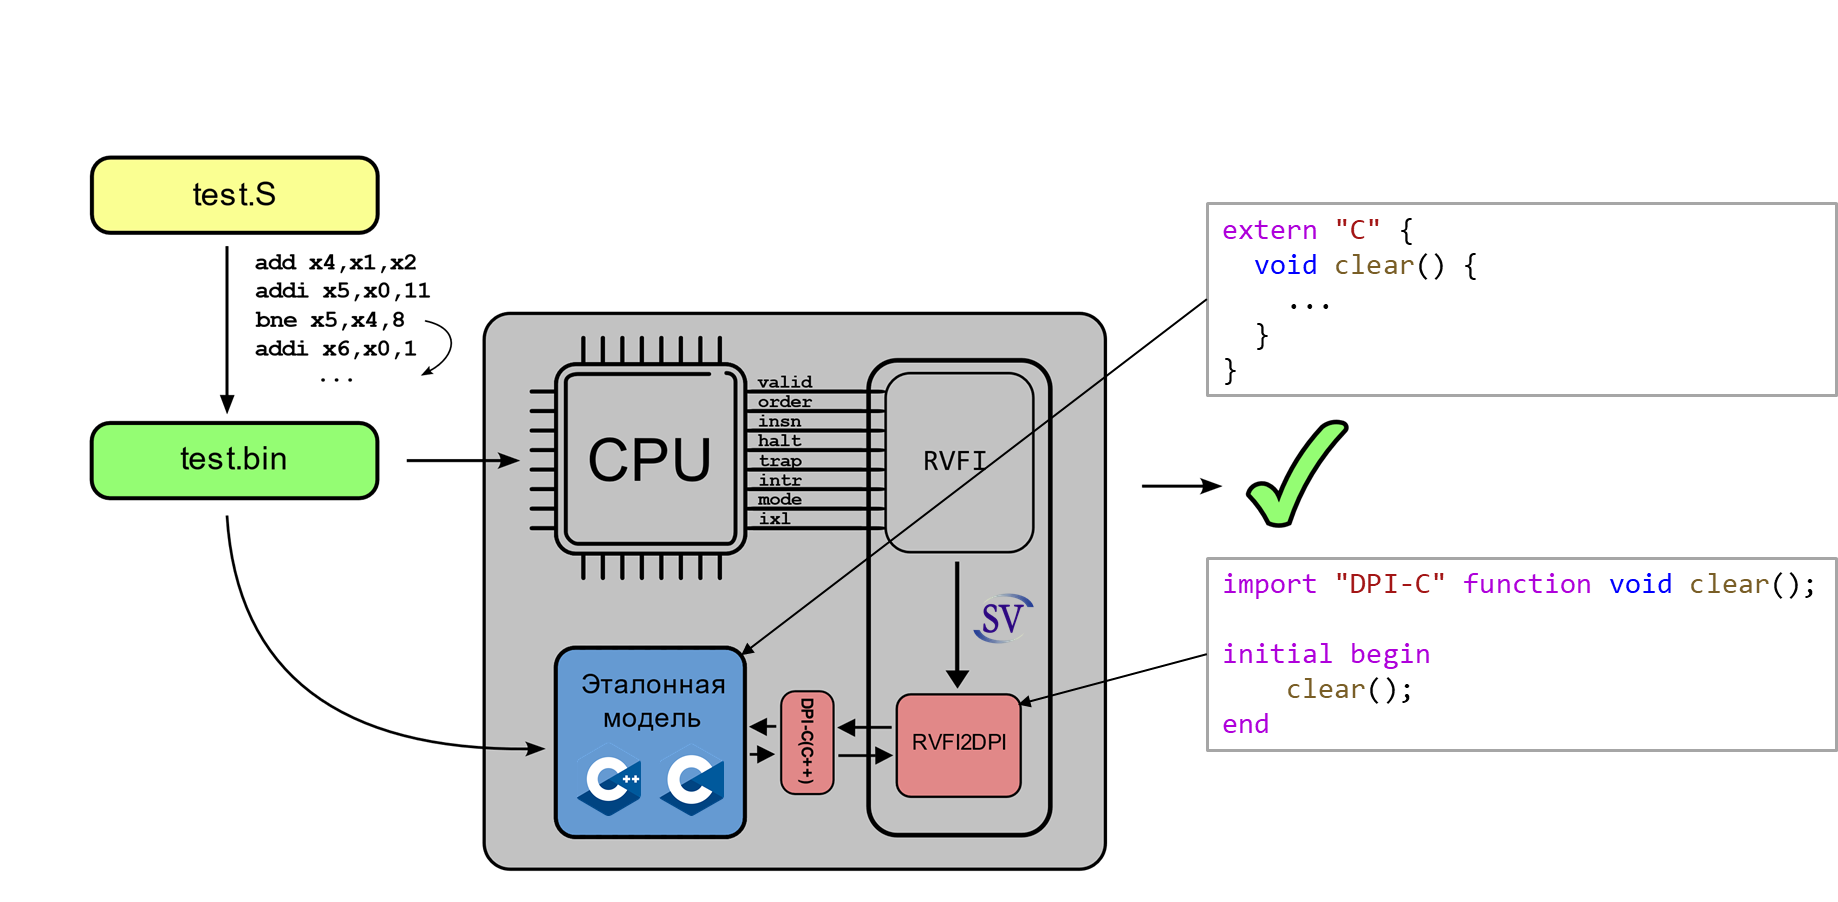 test.S
add x4,x1,x2
addi x5,x0,11
bne x5,x4,8
addi x6,x0,1
...
test.bin
CPU
valid
order
insn
halt
trap
intr
mode
ixl
RVFI
SV
Эталонная
модель
C++
C
DPI-C(C++)
RVFI2DPI
extern "C" {
  void clear() {
    ...
  }
}
import "DPI-C" function void clear();
initial begin
    clear();
end